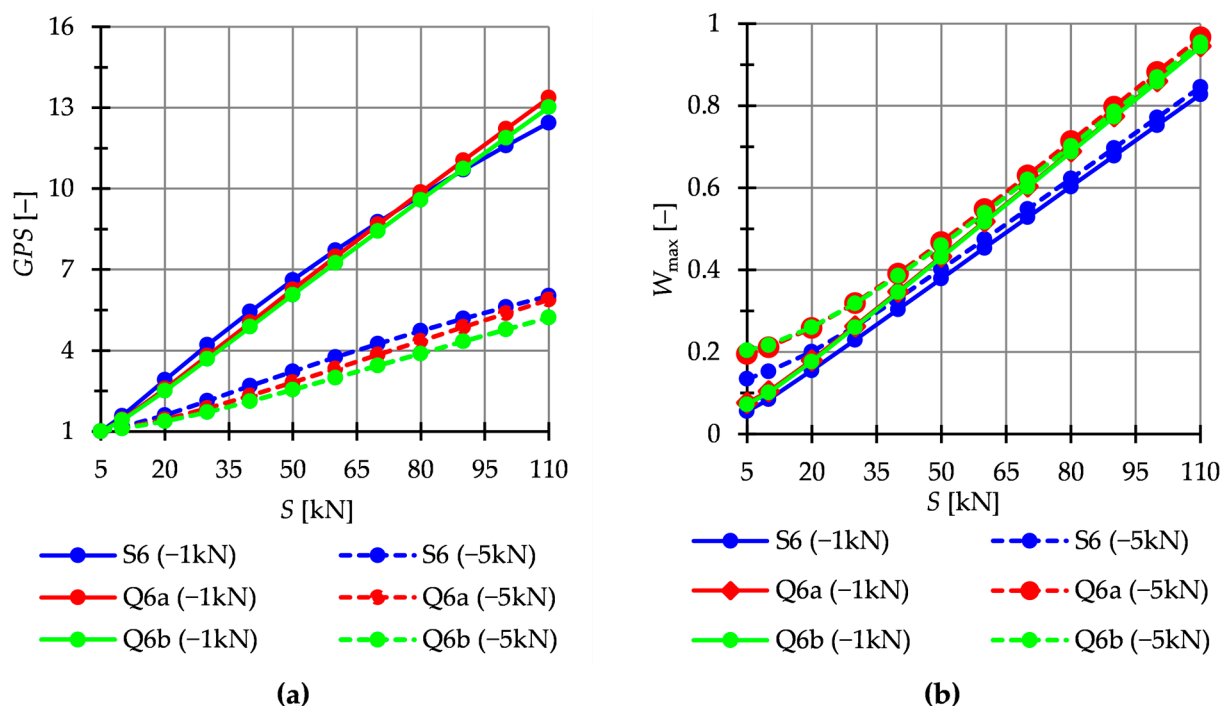 16
13
10
7
4
1
GPS [−]
5 20 35 50 65 80 95 110
S [kN]
S6 (−1kN) S6 (−5kN)
Q6a (−1kN) Q6a (−5kN)
Q6b (−1kN) Q6b (−5kN)
(a)
1
0.8
0.6
0.4
0.2
0
Wmax [−]
5 20 35 50 65 80 95 110
S [kN]
S6 (−1kN) S6 (−5kN)
Q6a (−1kN) Q6a (−5kN)
Q6b (−1kN) Q6b (−5kN)
(b)